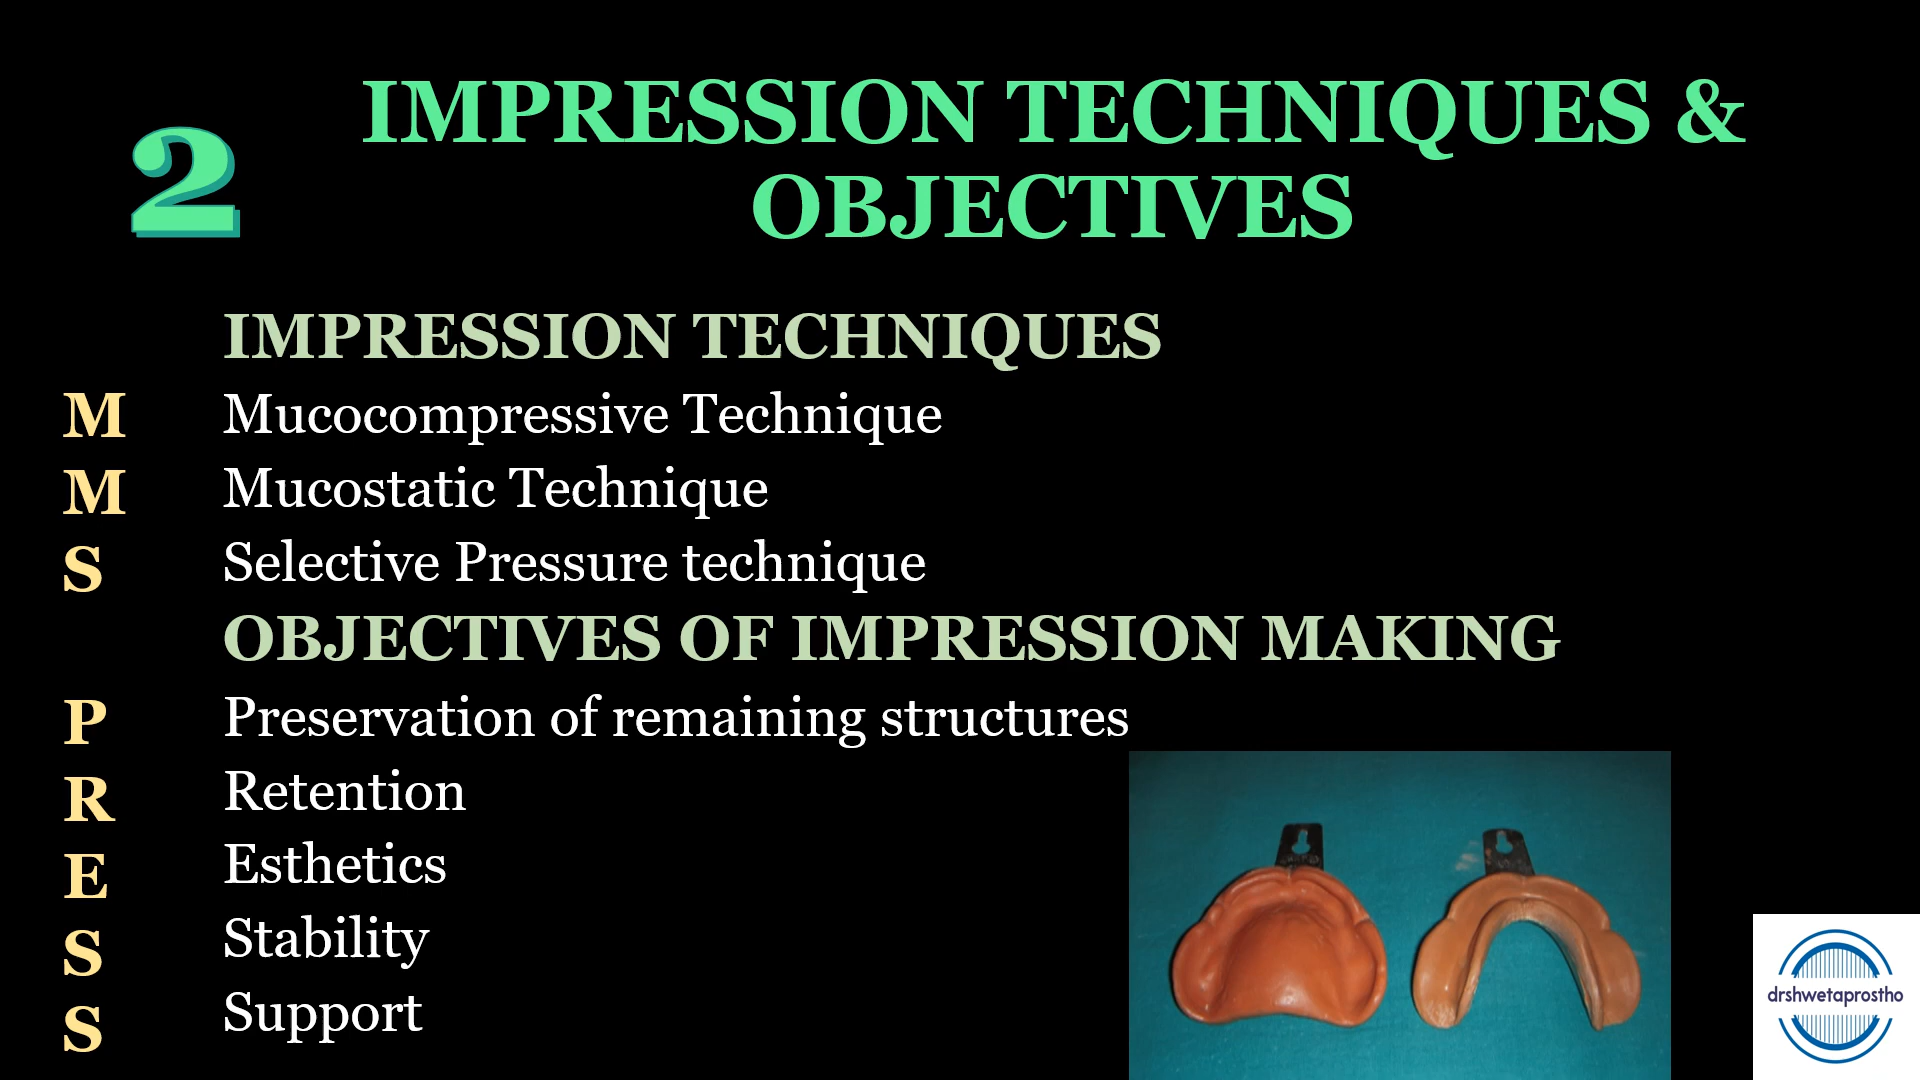 2
IMPRESSION TECHNIQUES &
OBJECTIVES
IMPRESSION TECHNIQUES
M Mucocompressive Technique
M Mucostatic Technique
S Selective Pressure technique
OBJECTIVES OF IMPRESSION MAKING
P Preservation of remaining structures
R Retention
E Esthetics
S Stability
S Support
drshwetaprostho